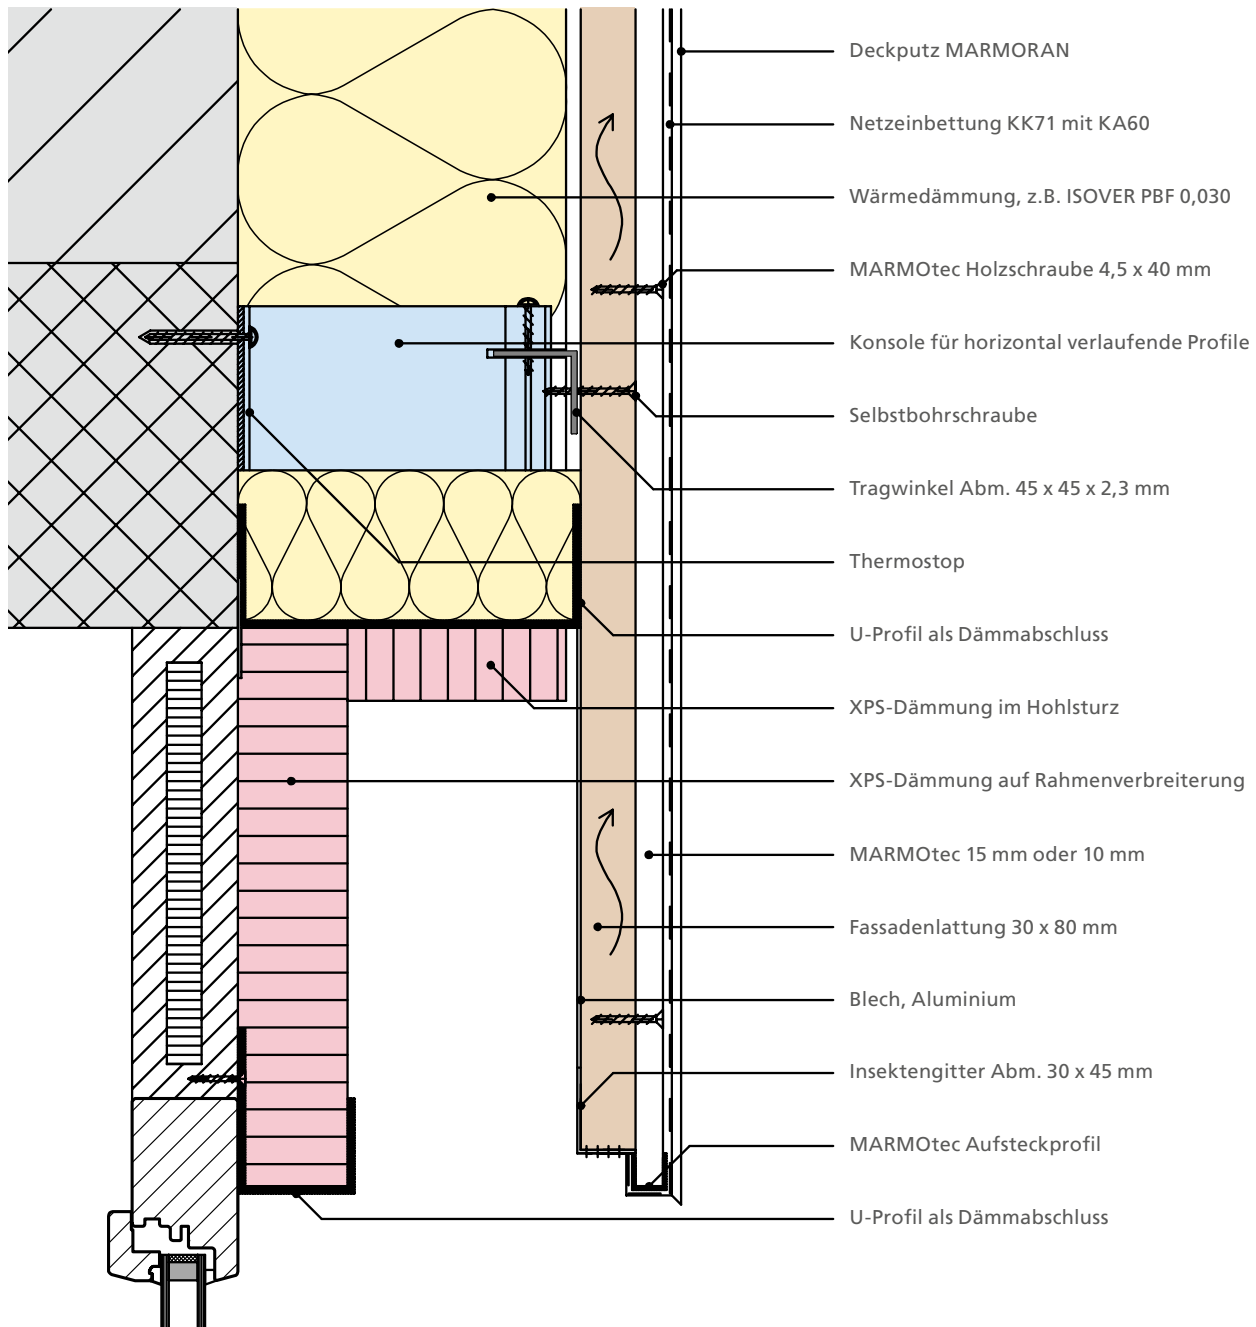 Deckputz MARMORAN
Netzeinbettung KK71 mit KA60
Wärmedämmung, z.B. ISOVER PBF 0,030
MARMOtec Holzschraube 4,5 x 40 mm
Konsole für horizontal verlaufende Profile
Selbstbohrschraube
Tragwinkel Abm. 45 x 45 x 2,3 mm
Thermostop
U-Profil als Dämmabschluss
XPS-Dämmung im Hohlsturz
XPS-Dämmung auf Rahmenverbreiterung
MARMOtec 15 mm oder 10 mm
Fassadenlattung 30 x 80 mm
Blech, Aluminium
Insektengitter Abm. 30 x 45 mm
MARMOtec Aufsteckprofil
U-Profil als Dämmabschluss